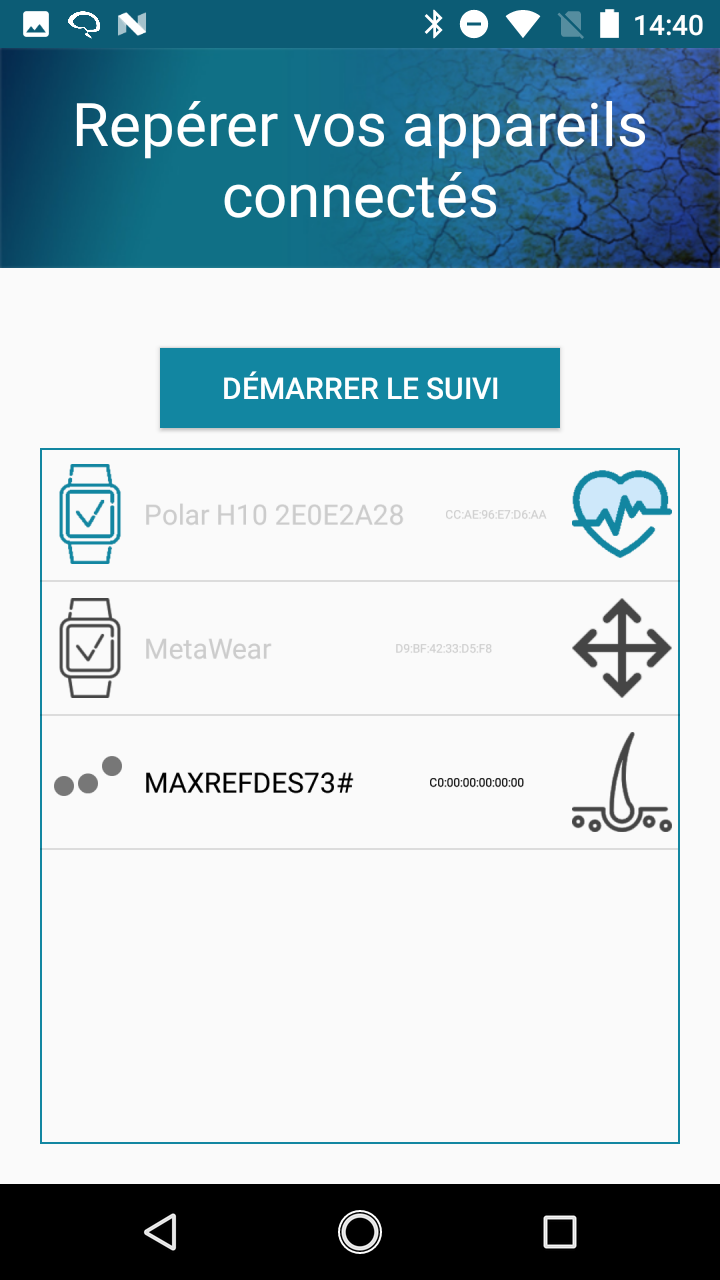 14:40
Repérer vos appareils
connectés
DÉMARRER LE SUIVI
Polar H10 2E0E2A28 CC:AE:96:E7:D6:AA
MetaWear D9:BF:42:33:D5:F8
MAXREFDES73# C0:00:00:00:00:00